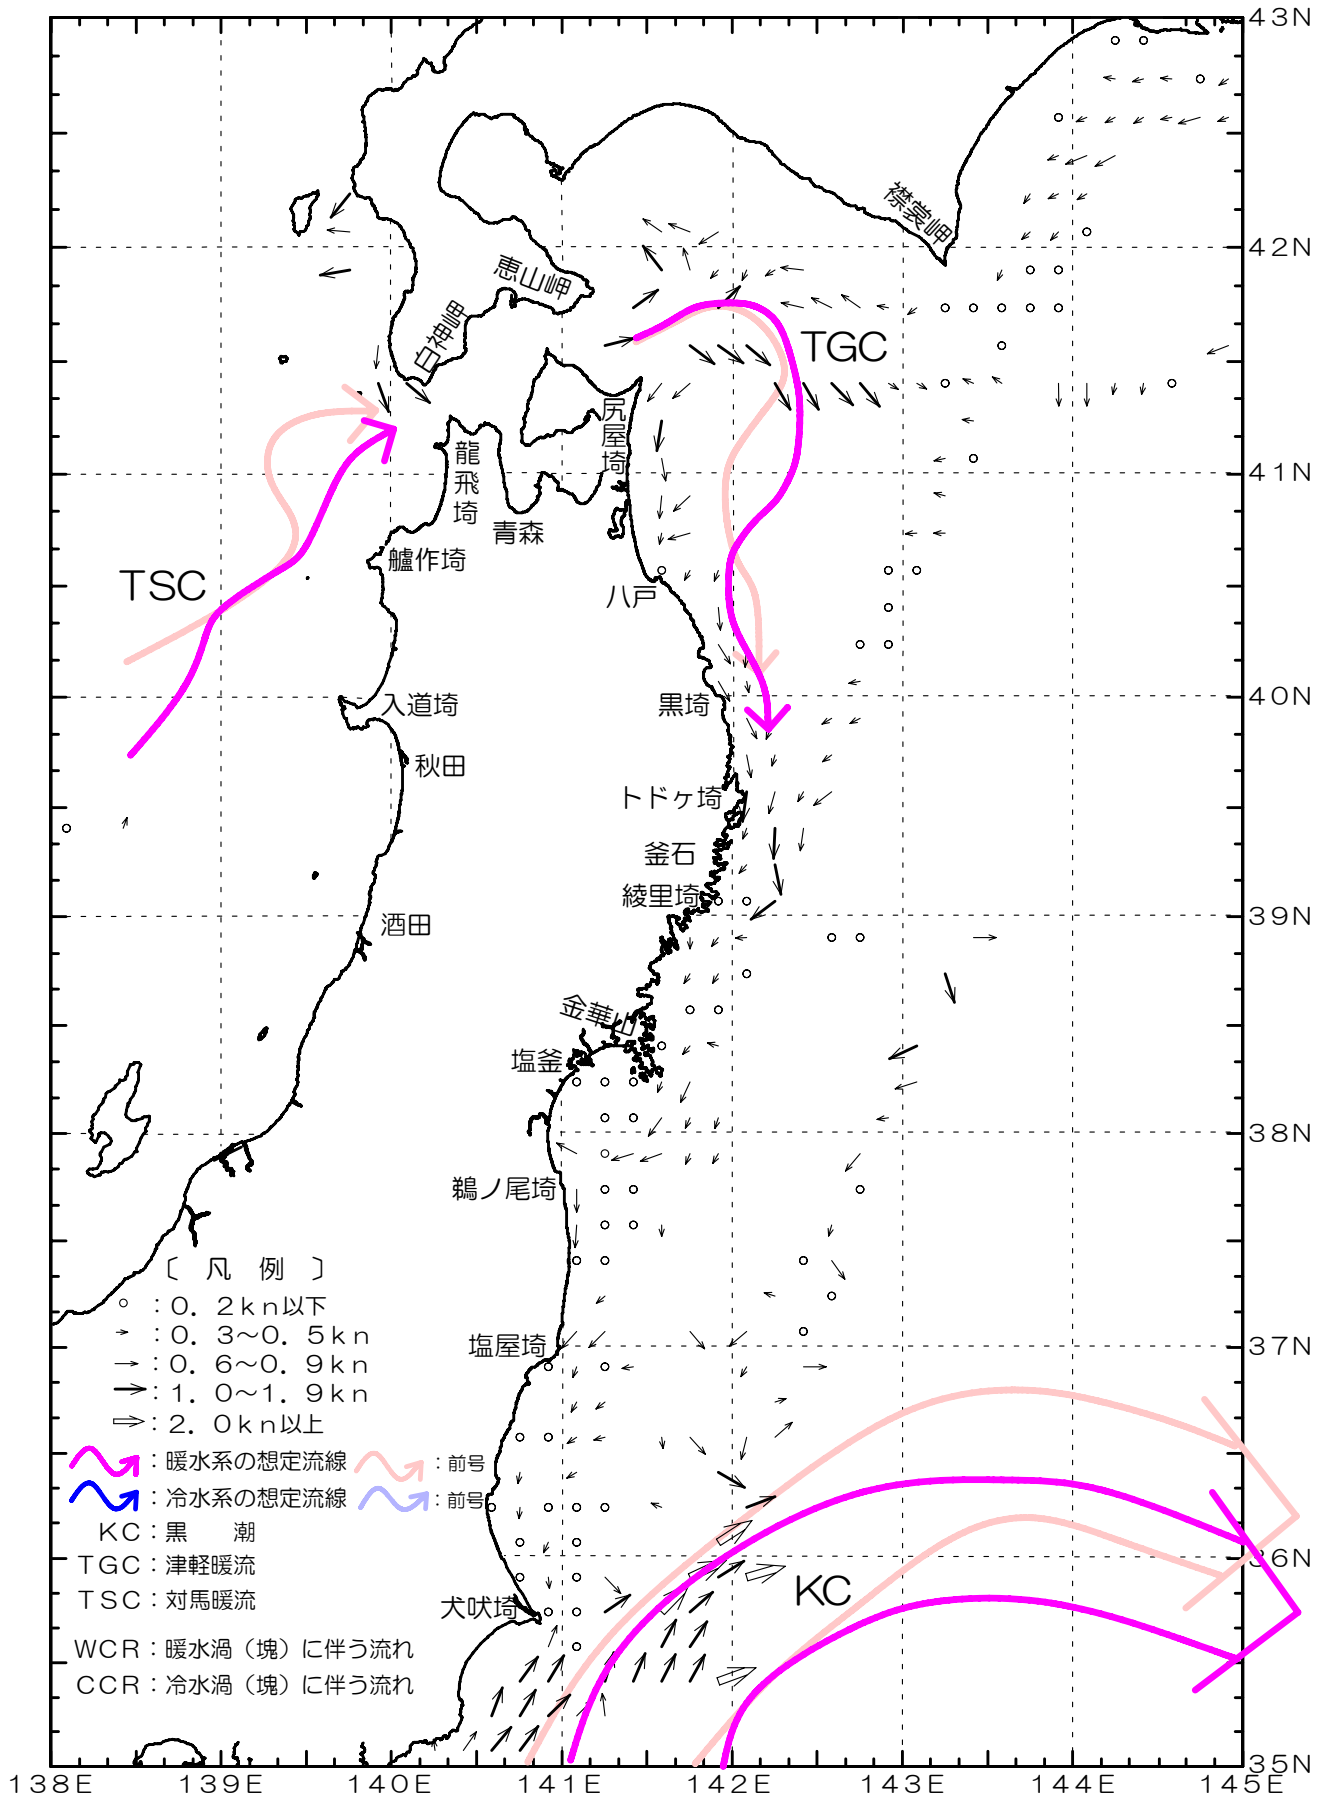 43N
襟裳岬
42N
恵山岬
白神岬
TGC
尻屋埼
41N
龍飛埼
青森
艫作埼
TSC
八戸
40N
入道埼
黒埼
秋田
トドヶ埼
釜石
綾里埼
39N
酒田
金華山
塩釜
38N
鵜ノ尾埼
〔 凡 例 〕
：０．２ｋｎ以下
：０．３～０．５ｋｎ
塩屋埼
37N
：０．６～０．９ｋｎ
：１．０～１．９ｋｎ
：２．０ｋｎ以上
：暖水系の想定流線 ：前号
：冷水系の想定流線 ：前号
ＫＣ：黒　潮
ＴＧＣ：津軽暖流
36N
ＴＳＣ：対馬暖流
KC
犬吠埼
ＷＣＲ：暖水渦（塊）に伴う流れ
ＣＣＲ：冷水渦（塊）に伴う流れ
35N
138E 139E 140E 141E 142E 143E 144E 145E